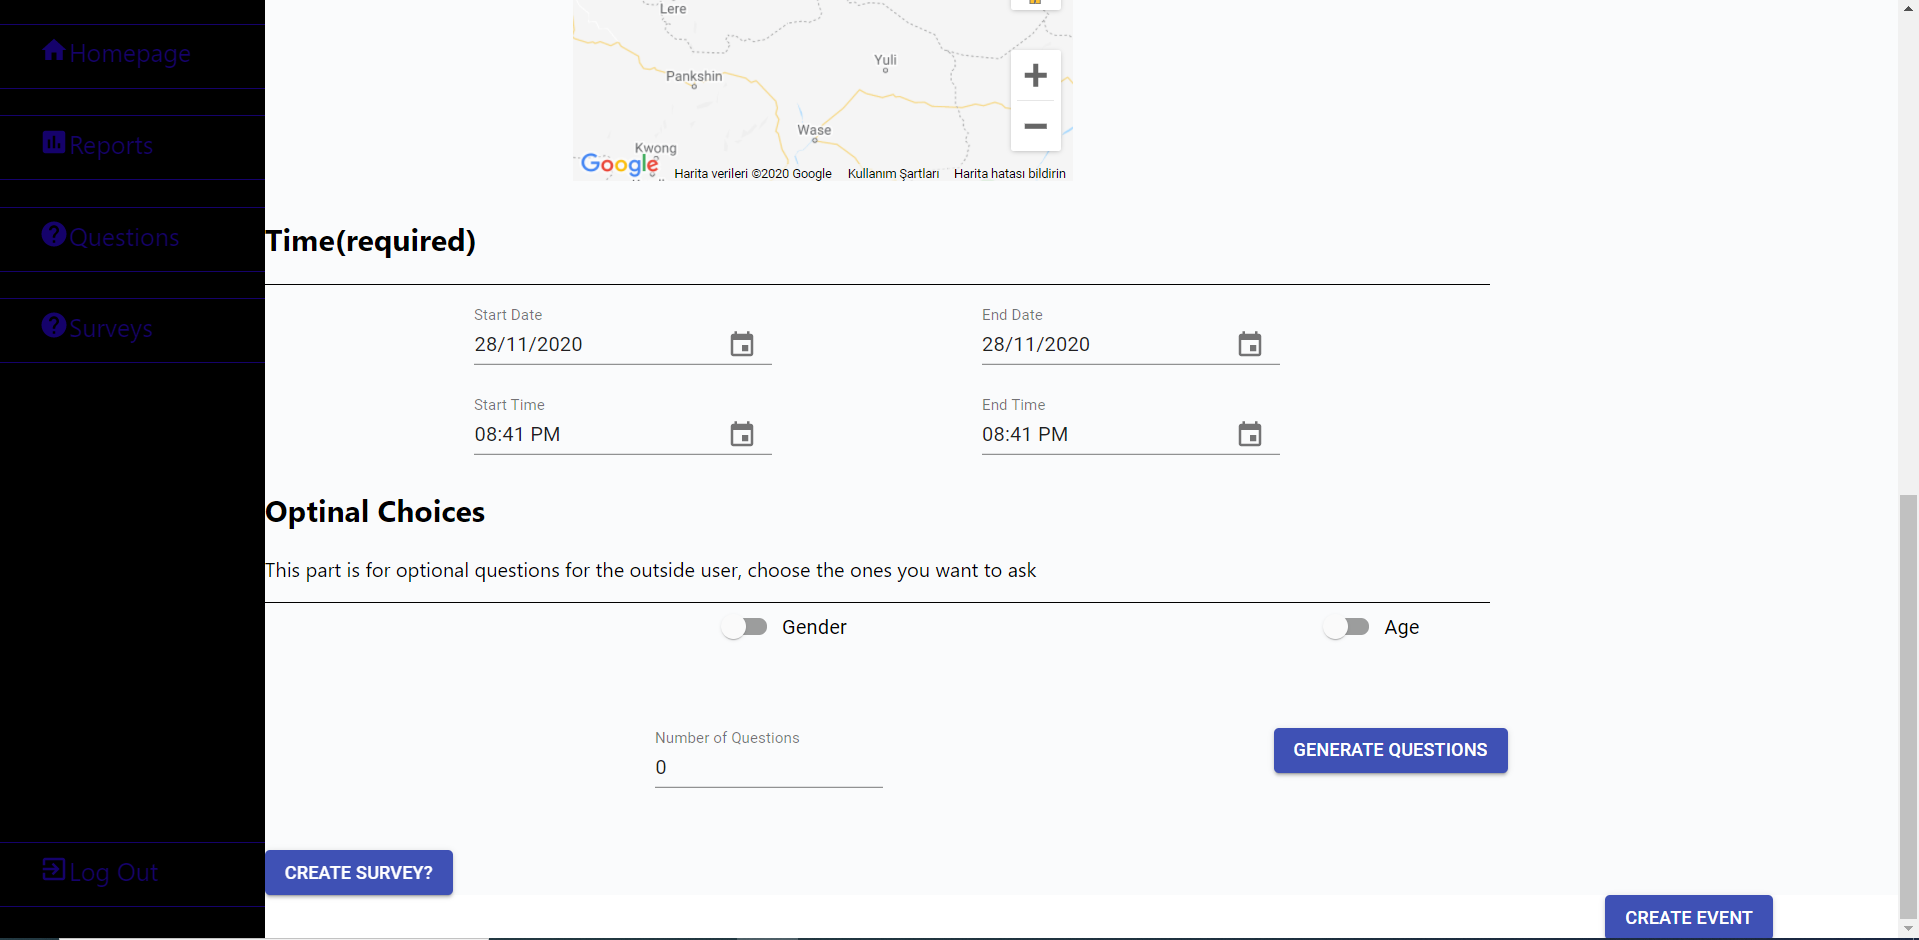 Homepage
Reports
Questions
Surveys
Log Out
Lere
Yuli
Pankshin
Wase
Kwong
Google
Harita verileri ©2020 Google Kullanım Şartları Harita hatası bildirin
Time(required)
Start Date
28/11/2020
End Date
28/11/2020
Start Time
08:41 PM
End Time
08:41 PM
Optinal Choices
This part is for optional questions for the outside user, choose the ones you want to ask
Gender
Age
Number of Questions
0
GENERATE QUESTIONS
CREATE SURVEY?
CREATE EVENT